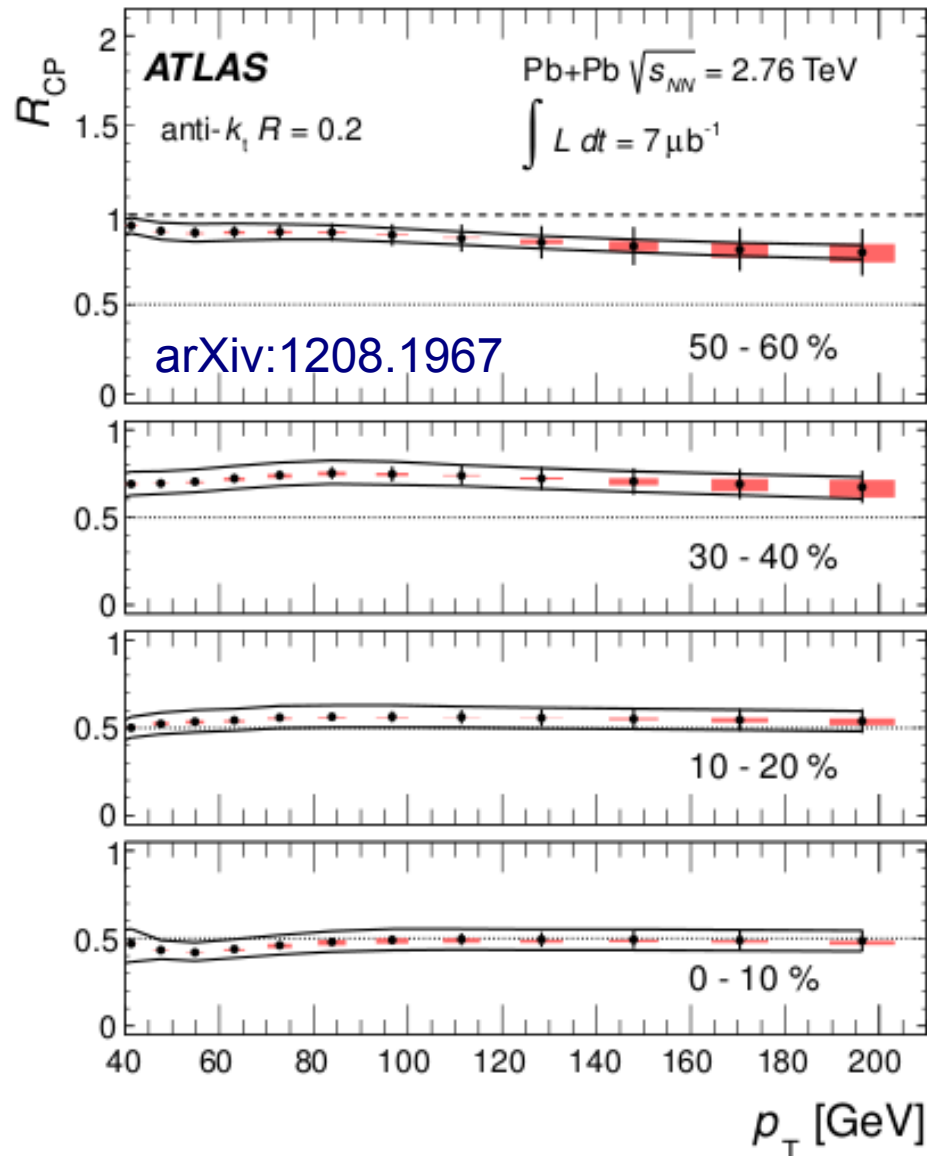 R_CP
2
1.5
1
0.5
0
ATLAS
anti-k_t R = 0.2
Pb+Pb √s_NN = 2.76 TeV
∫ L dt = 7 μb⁻¹
arXiv:1208.1967
50 - 60 %
1
0.5
0
30 - 40 %
1
0.5
0
10 - 20 %
1
0.5
0
0 - 10 %
40 60 80 100 120 140 160 180 200
p_T [GeV]